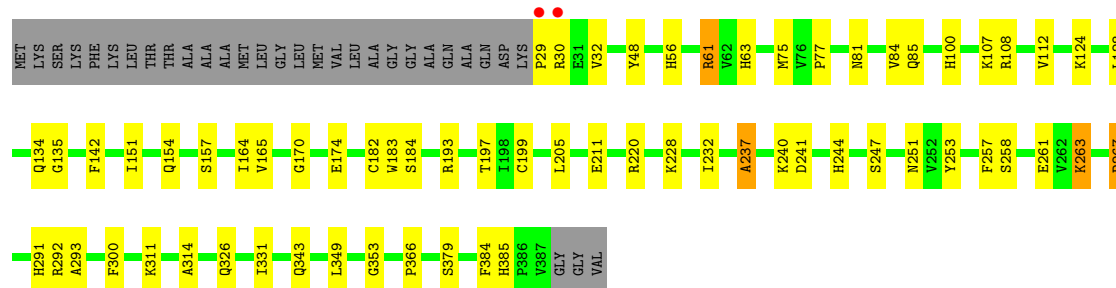 MET LYS SER LYS PHE LYS LEU THR THR ALA ALA ALA MET LEU GLY LEU MET VAL LEU ALA GLY GLY ALA GLN ALA GLN ASP LYS P29 R30 E31 V32 Y48 H56 R61 V62 H63 M75 V76 P77 N81 V84 Q85 H100 K107 R108 V112 K124
Q134 G135 F142 I151 Q154 S157 I164 V165 G170 E174 C182 W183 S184 R193 T197 I198 C199 L205 E211 R220 K228 I232 A237 K240 D241 H244 S247 N251 V252 Y253 F257 S258 E261 V262 K263
H291 R292 A293 F300 K311 A314 Q326 I331 Q343 L349 G353 P366 S379 F384 H385 P386 V387 GLY GLY VAL